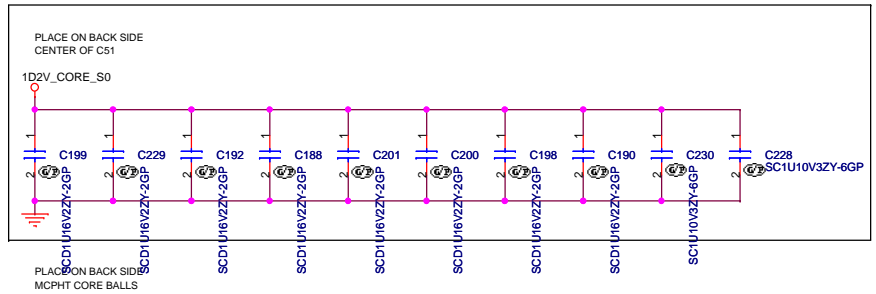 PLACE ON BACK SIDE
CENTER OF C51
1D2V_CORE_S0
1
1
1
1
1
1
1
1
1
1
C199
C229
C192
C188
C201
C200
C198
C190
C230
C228
2
2
2
2
2
2
2
2
2
2
G/P
G/P
G/P
G/P
G/P
G/P
G/P
G/P
G/P
G/P
SCD1U16V2ZY-2GP
SCD1U16V2ZY-2GP
SCD1U16V2ZY-2GP
SCD1U16V2ZY-2GP
SCD1U16V2ZY-2GP
SCD1U16V2ZY-2GP
SCD1U16V2ZY-2GP
SCD1U16V2ZY-2GP
SC1U10V3ZY-6GP
SC1U10V3ZY-6GP
PLACE ON BACK SIDE
MCPHT CORE BALLS